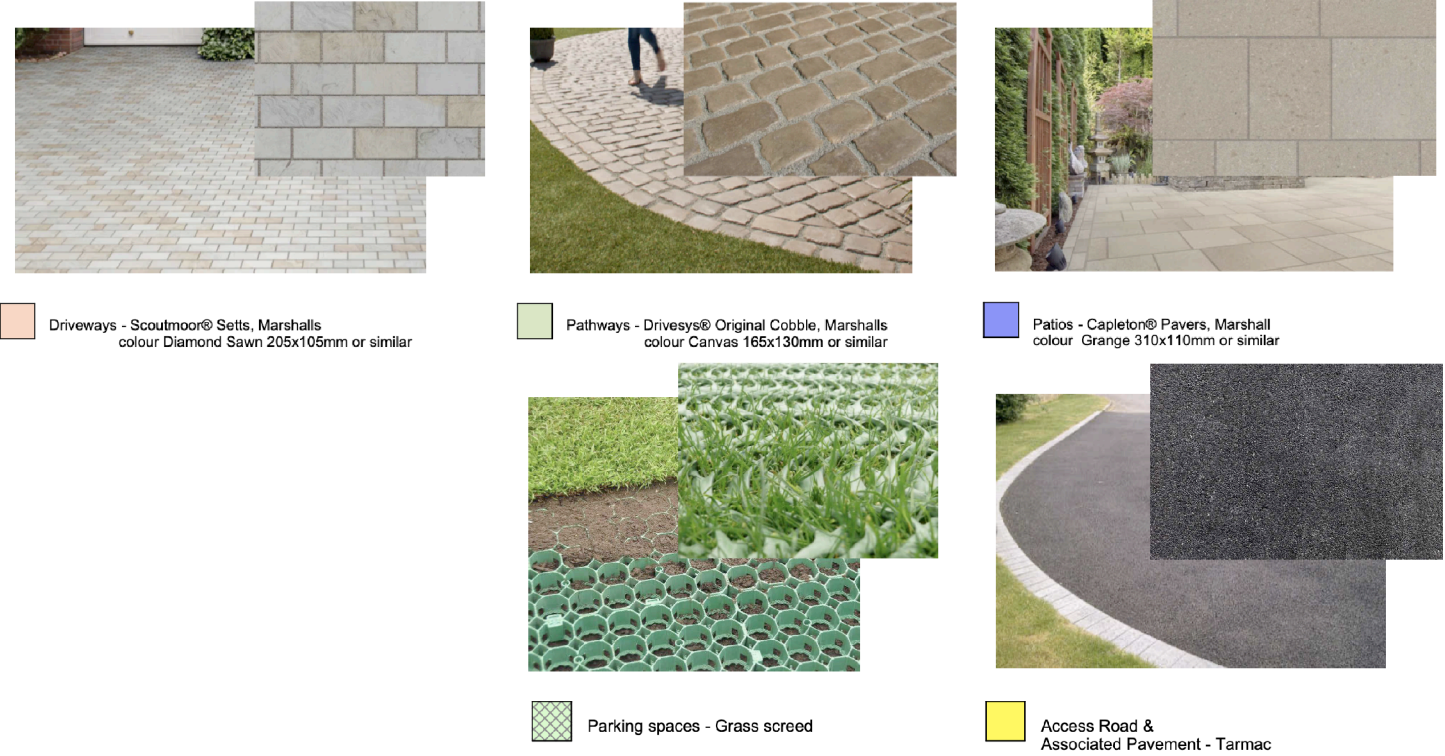 Driveways - Scoutmoor® Setts, Marshalls
colour Diamond Sawn 205x105mm or similar
Pathways - Drivesys® Original Cobble, Marshalls
colour Canvas 165x130mm or similar
Patios - Capleton® Pavers, Marshall
colour Grange 310x110mm or similar
Parking spaces - Grass screed
Access Road &
Associated Pavement - Tarmac